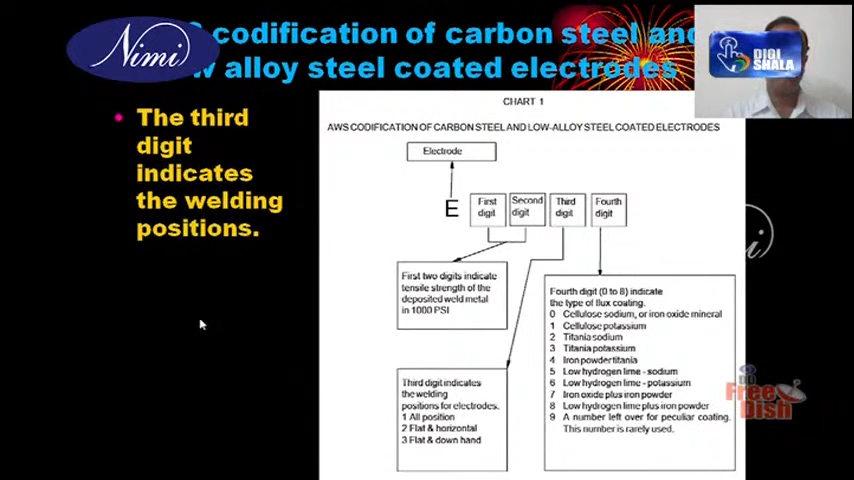 Nimi
S codification of carbon steel and
w alloy steel coated electrodes
DIGI
SHALA
The third
digit
indicates
the welding
positions.
CHART 1
AWS CODIFICATION OF CARBON STEEL AND LOW-ALLOY STEEL COATED ELECTRODES
Electrode
E
First
digit
Second
digit
Third
digit
Fourth
digit
First two digits indicate
tensile strength of the
deposited weld metal
in 1000 PSI
Third digit indicates
the welding
positions for electrodes.
1 All position
2 Flat & horizontal
3 Flat & down hand
Fourth digit (0 to 8) indicate
the type of flux coating.
0 Cellulose sodium, or iron oxide mineral
1 Cellulose potassium
2 Titania sodium
3 Titania potassium
4 Iron powder titania
5 Low hydrogen lime - sodium
6 Low hydrogen lime - potassium
7 Iron oxide plus iron powder
8 Low hydrogen lime plus iron powder
9 A number left over for peculiar coating.
This number is rarely used.
DD
Free
Dish